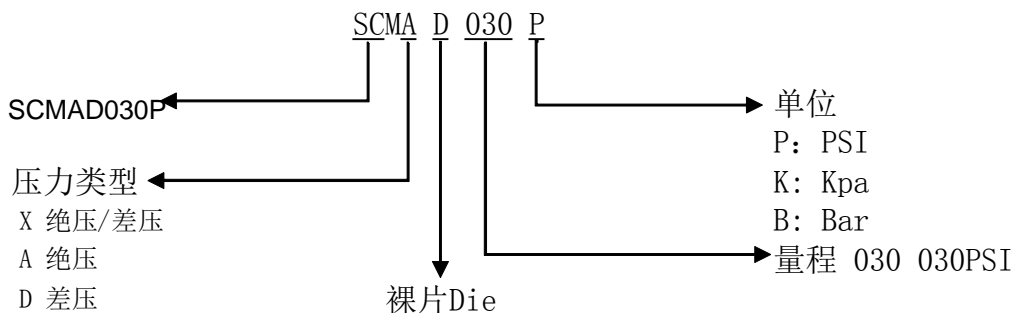 SCMA D 030 P
SCMAD030P
单位
P: PSI
K: Kpa
B: Bar
量程 030 030PSI
压力类型
X 绝压/差压
A 绝压
D 差压
裸片Die